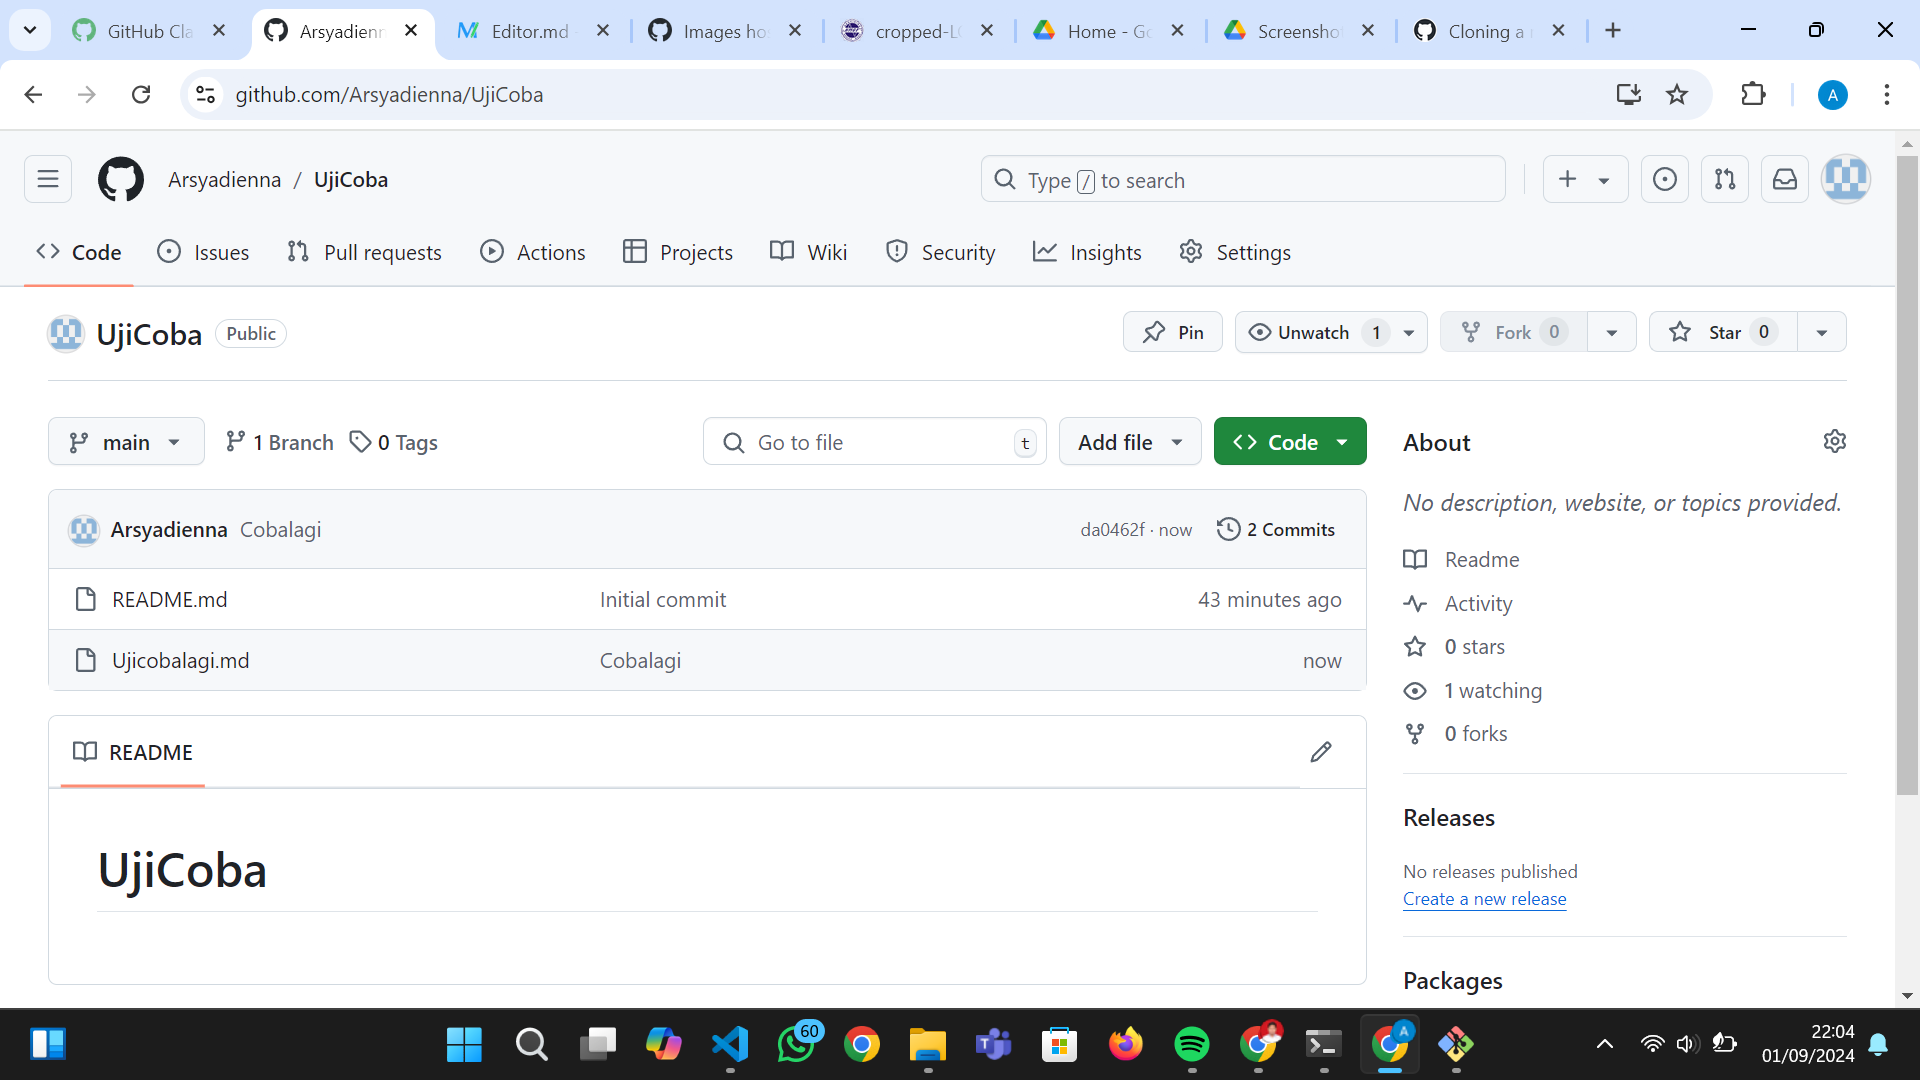 GitHub Cla
Arsyadienn
Editor.md
Images ho
cropped-L
Home - Go
Screensho
Cloning a
github.com/Arsyadienna/UjiCoba
A
Arsyadienna / UjiCoba
Type / to search
Code
Issues
Pull requests
Actions
Projects
Wiki
Security
Insights
Settings
UjiCoba Public
Pin
Unwatch 1
Fork 0
Star 0
main
1 Branch
0 Tags
Go to file t
Add file
Code
Arsyadienna Cobalagi da0462f · now 2 Commits
README.md Initial commit 43 minutes ago
Ujicobalagi.md Cobalagi now
README
UjiCoba
About
No description, website, or topics provided.
Readme
Activity
0 stars
1 watching
0 forks
Releases
No releases published
Create a new release
Packages
60
A
22:04
01/09/2024